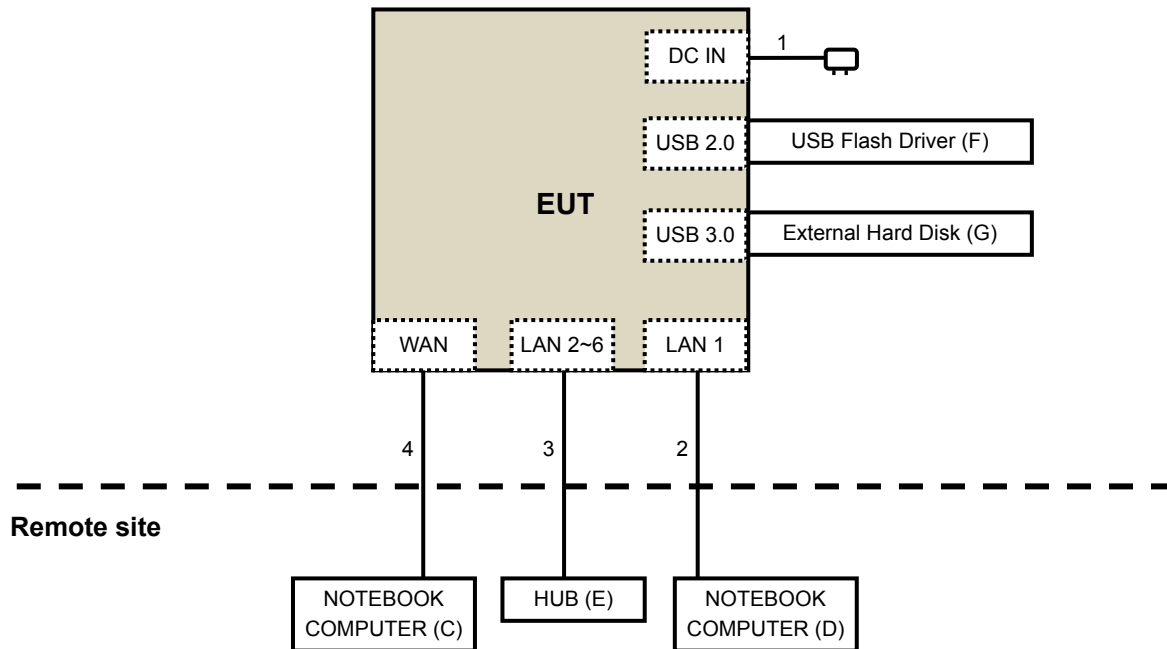 DC IN
1
USB 2.0
USB Flash Driver (F)
EUT
USB 3.0
External Hard Disk (G)
WAN
LAN 2~6
LAN 1
4
3
2
Remote site
NOTEBOOK
COMPUTER (C)
HUB (E)
NOTEBOOK
COMPUTER (D)